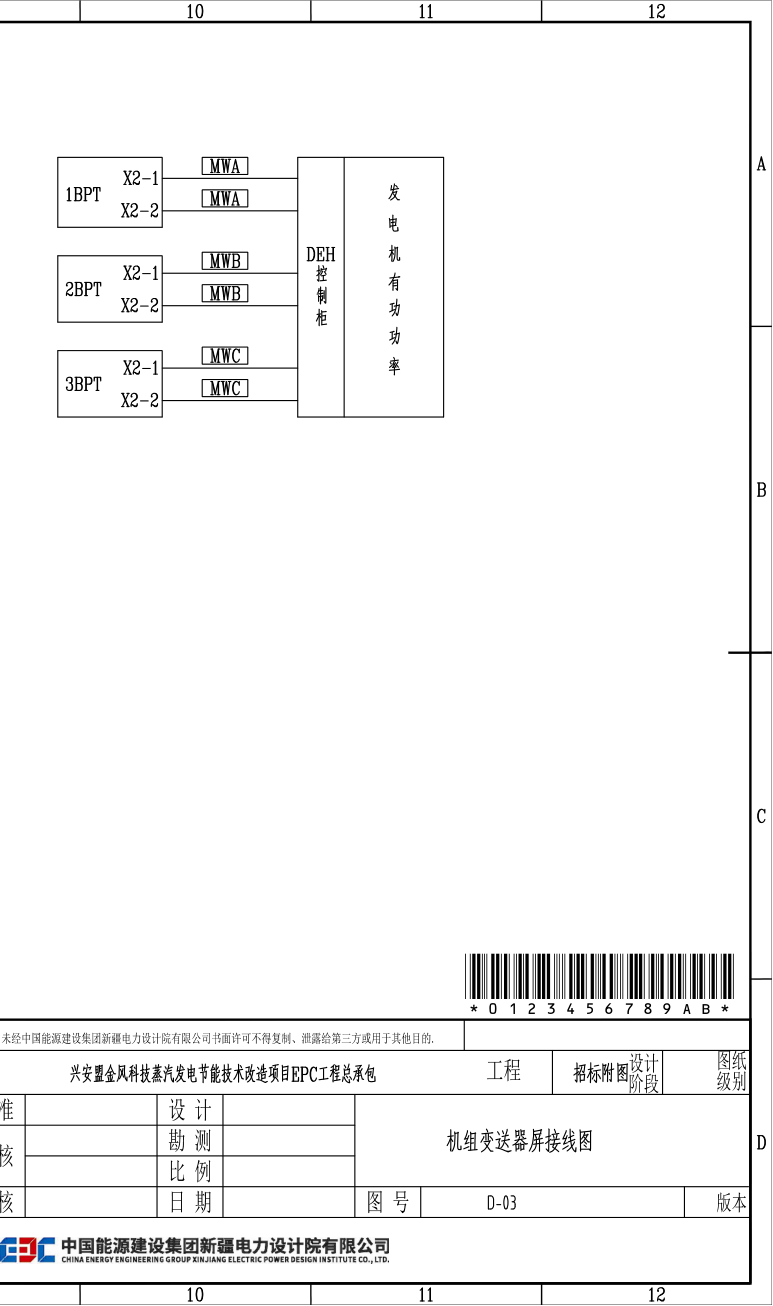 10 11 12
A
MWA
X2-1
1BPT
MWA
X2-2
MWB
X2-1
2BPT
MWB
X2-2
MWC
X2-1
3BPT
MWC
X2-2
DEH控制柜
发电机有功功率
B
C
*0123456789AB*
未经中国能源建设集团新疆电力设计院有限公司书面许可不得复制、泄露给第三方或用于其他目的.
兴安盟金风科技蒸汽发电节能技术改造项目EPC工程总承包 工程 招标附图 设计阶段 图纸级别
准 设计
核 勘测
比例
机组变送器屏接线图
D
核 日期 图号 D-03 版本
中国能源建设集团新疆电力设计院有限公司
CHINA ENERGY ENGINEERING GROUP XINJIANG ELECTRIC POWER DESIGN INSTITUTE CO., LTD.
10 11 12